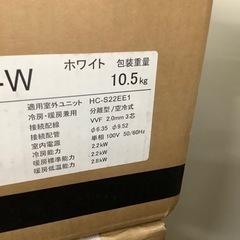 -W ホワイト 包装重量
10.5kg
適用室外ユニット HC-S22EE1
冷房・暖房兼用 分離型/空冷式
接続配線 VVF 2.0mm 3芯
接続配管 φ6.35 φ9.52
室内電源 単相 100V 50/60Hz
冷房能力 2.2kW
暖房標準能力 2.2kW
暖房低温能力 2.8kW